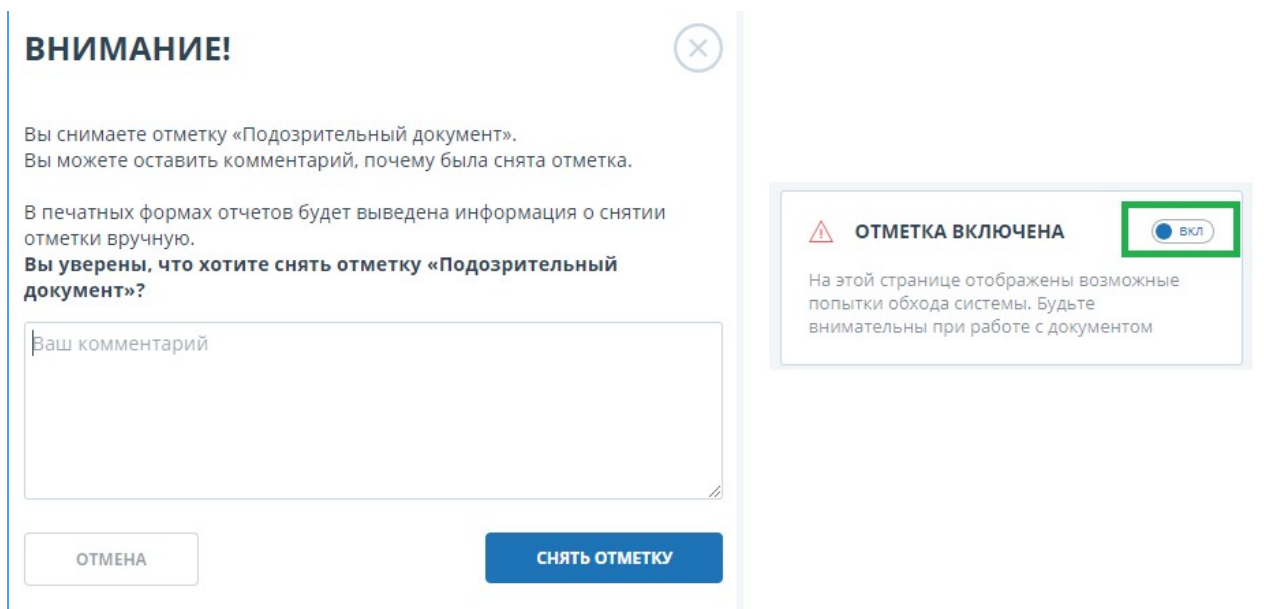 ВНИМАНИЕ!
Вы снимаете отметку «Подозрительный документ».
Вы можете оставить комментарий, почему была снята отметка.
В печатных формах отчетов будет выведена информация о снятии
отметки вручную.
Вы уверены, что хотите снять отметку «Подозрительный
документ»?
Ваш комментарий
ОТМЕНА
СНЯТЬ ОТМЕТКУ
ОТМЕТКА ВКЛЮЧЕНА
ВКЛ
На этой странице отображены возможные
попытки обхода системы. Будьте
внимательны при работе с документом